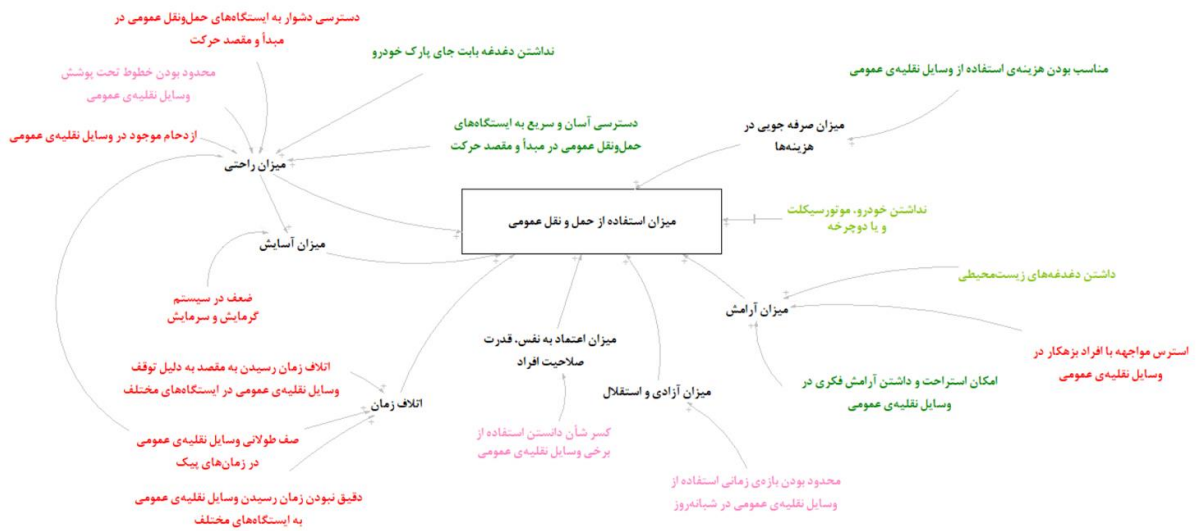 دسترسی دشوار به ایستگاه‌های حمل‌ونقل عمومی در
مبدأ و مقصد حرکت
نداشتن دغدغه بابت جای پارک خودرو
مناسب بودن هزینه‌ی استفاده از وسایل نقلیه‌ی عمومی
محدود بودن خطوط تحت پوشش
وسایل نقلیه‌ی عمومی
ازدحام موجود در وسایل نقلیه‌ی عمومی
میزان راحتی
دسترسی آسان و سریع به ایستگاه‌های
حمل‌ونقل عمومی در مبدأ و مقصد حرکت
میزان صرفه جویی در
هزینه‌ها
میزان استفاده از حمل و نقل عمومی
نداشتن خودرو، موتورسیکلت
و یا دوچرخه
میزان آسایش
داشتن دغدغه‌های زیست‌محیطی
ضعف در سیستم
گرمایش و سرمایش
میزان آرامش
استرس مواجهه با افراد بزهکار در
وسایل نقلیه‌ی عمومی
میزان اعتماد به نفس، قدرت
صلاحیت افراد
اتلاف زمان رسیدن به مقصد به دلیل توقف
وسایل نقلیه‌ی عمومی در ایستگاه‌های مختلف
امکان استراحت و داشتن آرامش فکری در
وسایل نقلیه‌ی عمومی
میزان آزادی و استقلال
اتلاف زمان
صف طولانی وسایل نقلیه‌ی عمومی
در زمان‌های پیک
کسر شأن دانستن استفاده از
برخی وسایل نقلیه‌ی عمومی
محدود بودن بازه‌ی زمانی استفاده از
وسایل نقلیه‌ی عمومی در شبانه‌روز
دقیق نبودن زمان رسیدن وسایل نقلیه‌ی عمومی
به ایستگاه‌های مختلف